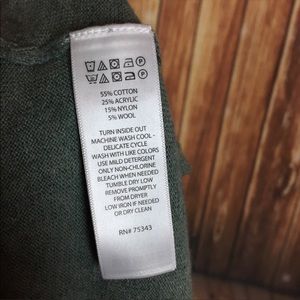 55% COTTON
25% ACRYLIC
15% NYLON
5% WOOL
TURN INSIDE OUT
MACHINE WASH COOL -
DELICATE CYCLE
WASH WITH LIKE COLORS
USE MILD DETERGENT
ONLY NON-CHLORINE
BLEACH WHEN NEEDED
TUMBLE DRY LOW
REMOVE PROMPTLY
FROM DRYER
LOW IRON IF NEEDED
OR DRY CLEAN
RN# 75343